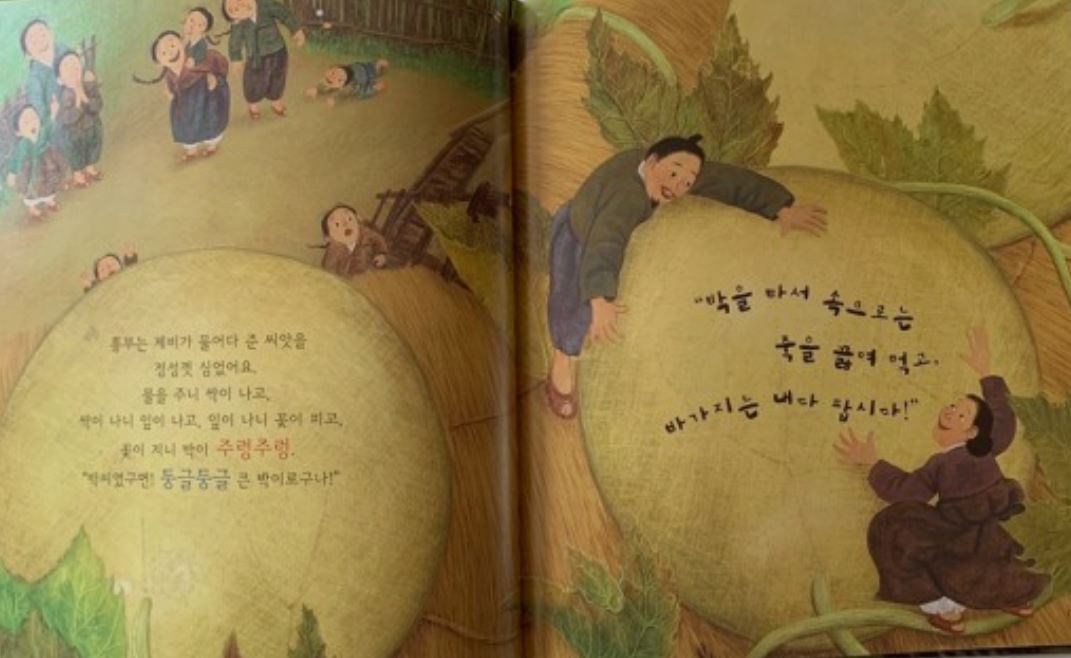 흥부는 제비가 물어다 준 씨앗을
정성껏 심었어요.
물을 주니 싹이 나고,
싹이 나니 잎이 나고, 잎이 나니 꽃이 피고,
꽃이 지니 박이 주렁주렁.
"박씨였구먼! 둥글둥글 큰 박이로구나!"
"박을 타서 속으로는
죽을 끓여 먹고,
바가지는 내다 팝시다!"